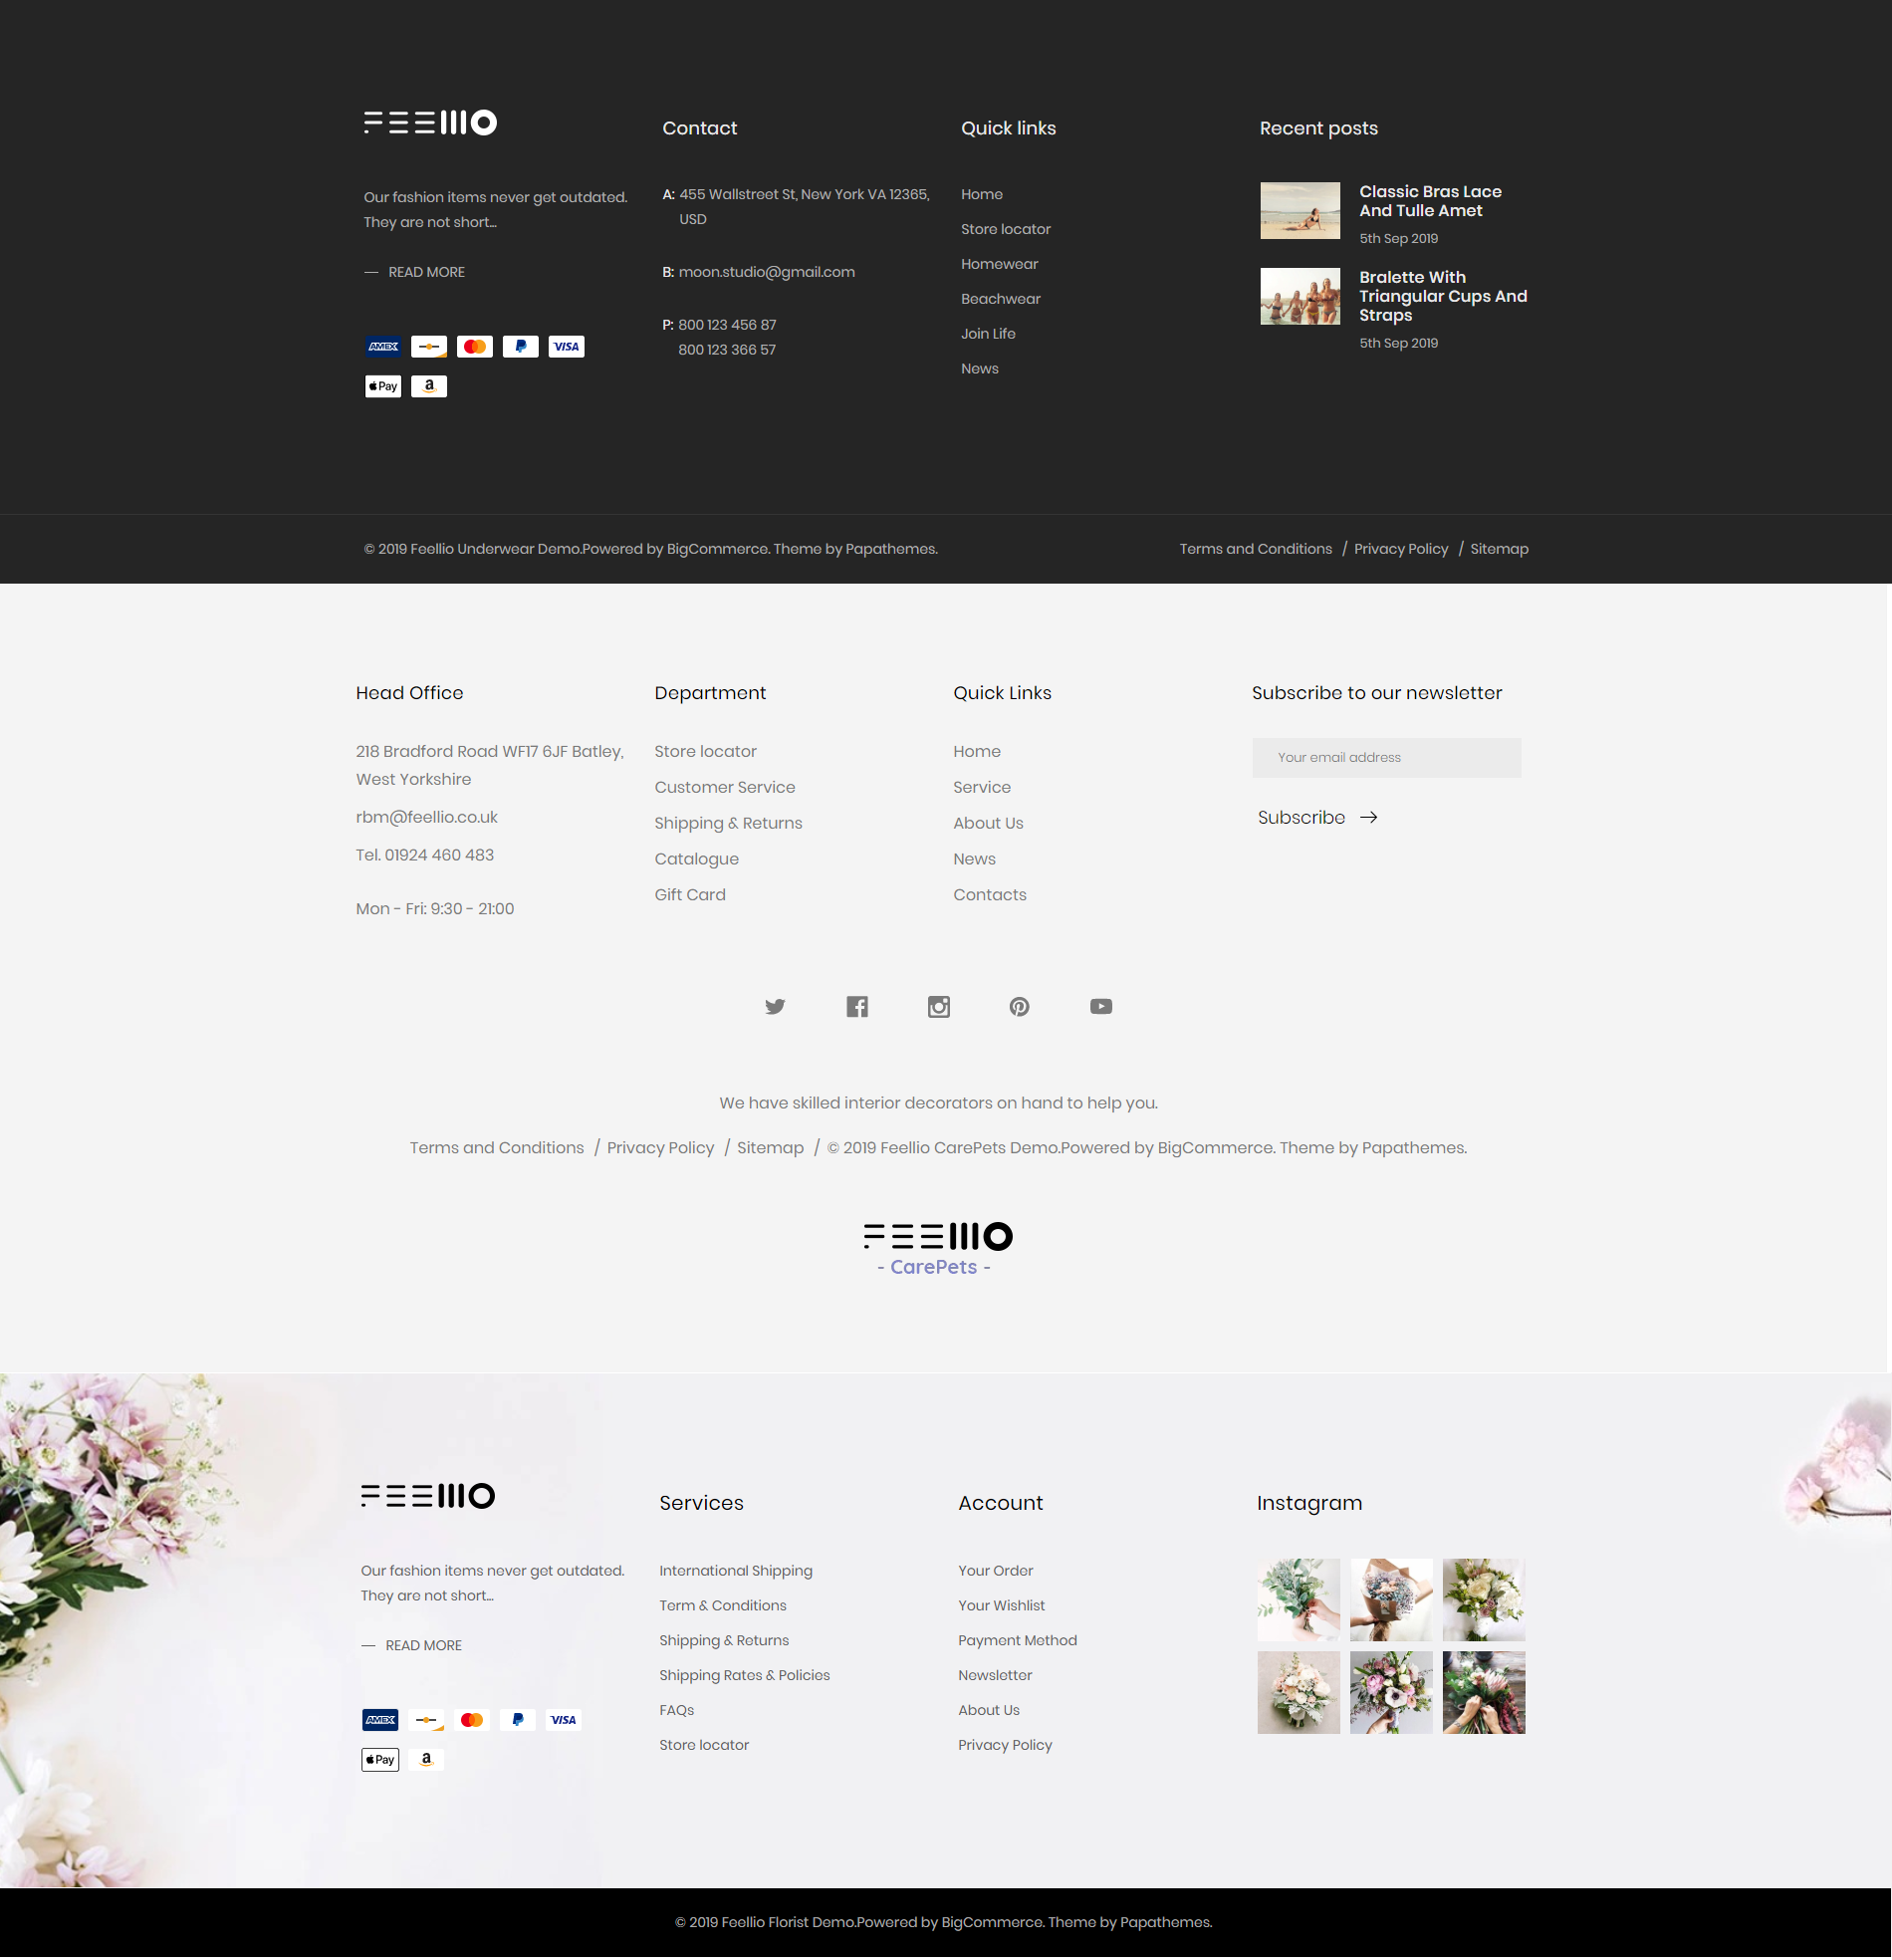 FEELLIO
Our fashion items never get outdated.
They are not short...
— READ MORE
AMEX
VISA
Pay
a
Contact
A: 455 Wallstreet St, New York VA 12365,
USD
B: moon.studio@gmail.com
P: 800 123 456 87
800 123 366 57
Quick links
Home
Store locator
Homewear
Beachwear
Join Life
News
Recent posts
Classic Bras Lace
And Tulle Amet
5th Sep 2019
Bralette With
Triangular Cups And
Straps
5th Sep 2019
© 2019 Feellio Underwear Demo.Powered by BigCommerce. Theme by Papathemes.
Terms and Conditions / Privacy Policy / Sitemap
Head Office
218 Bradford Road WF17 6JF Batley,
West Yorkshire
rbm@feellio.co.uk
Tel. 01924 460 483
Mon - Fri: 9:30 - 21:00
Department
Store locator
Customer Service
Shipping & Returns
Catalogue
Gift Card
Quick Links
Home
Service
About Us
News
Contacts
Subscribe to our newsletter
Your email address
Subscribe →
We have skilled interior decorators on hand to help you.
Terms and Conditions / Privacy Policy / Sitemap / © 2019 Feellio CarePets Demo.Powered by BigCommerce. Theme by Papathemes.
FEELLIO
- CarePets -
FEELLIO
Our fashion items never get outdated.
They are not short...
— READ MORE
AMEX
VISA
Pay
a
Services
International Shipping
Term & Conditions
Shipping & Returns
Shipping Rates & Policies
FAQs
Store locator
Account
Your Order
Your Wishlist
Payment Method
Newsletter
About Us
Privacy Policy
Instagram
© 2019 Feellio Florist Demo.Powered by BigCommerce. Theme by Papathemes.